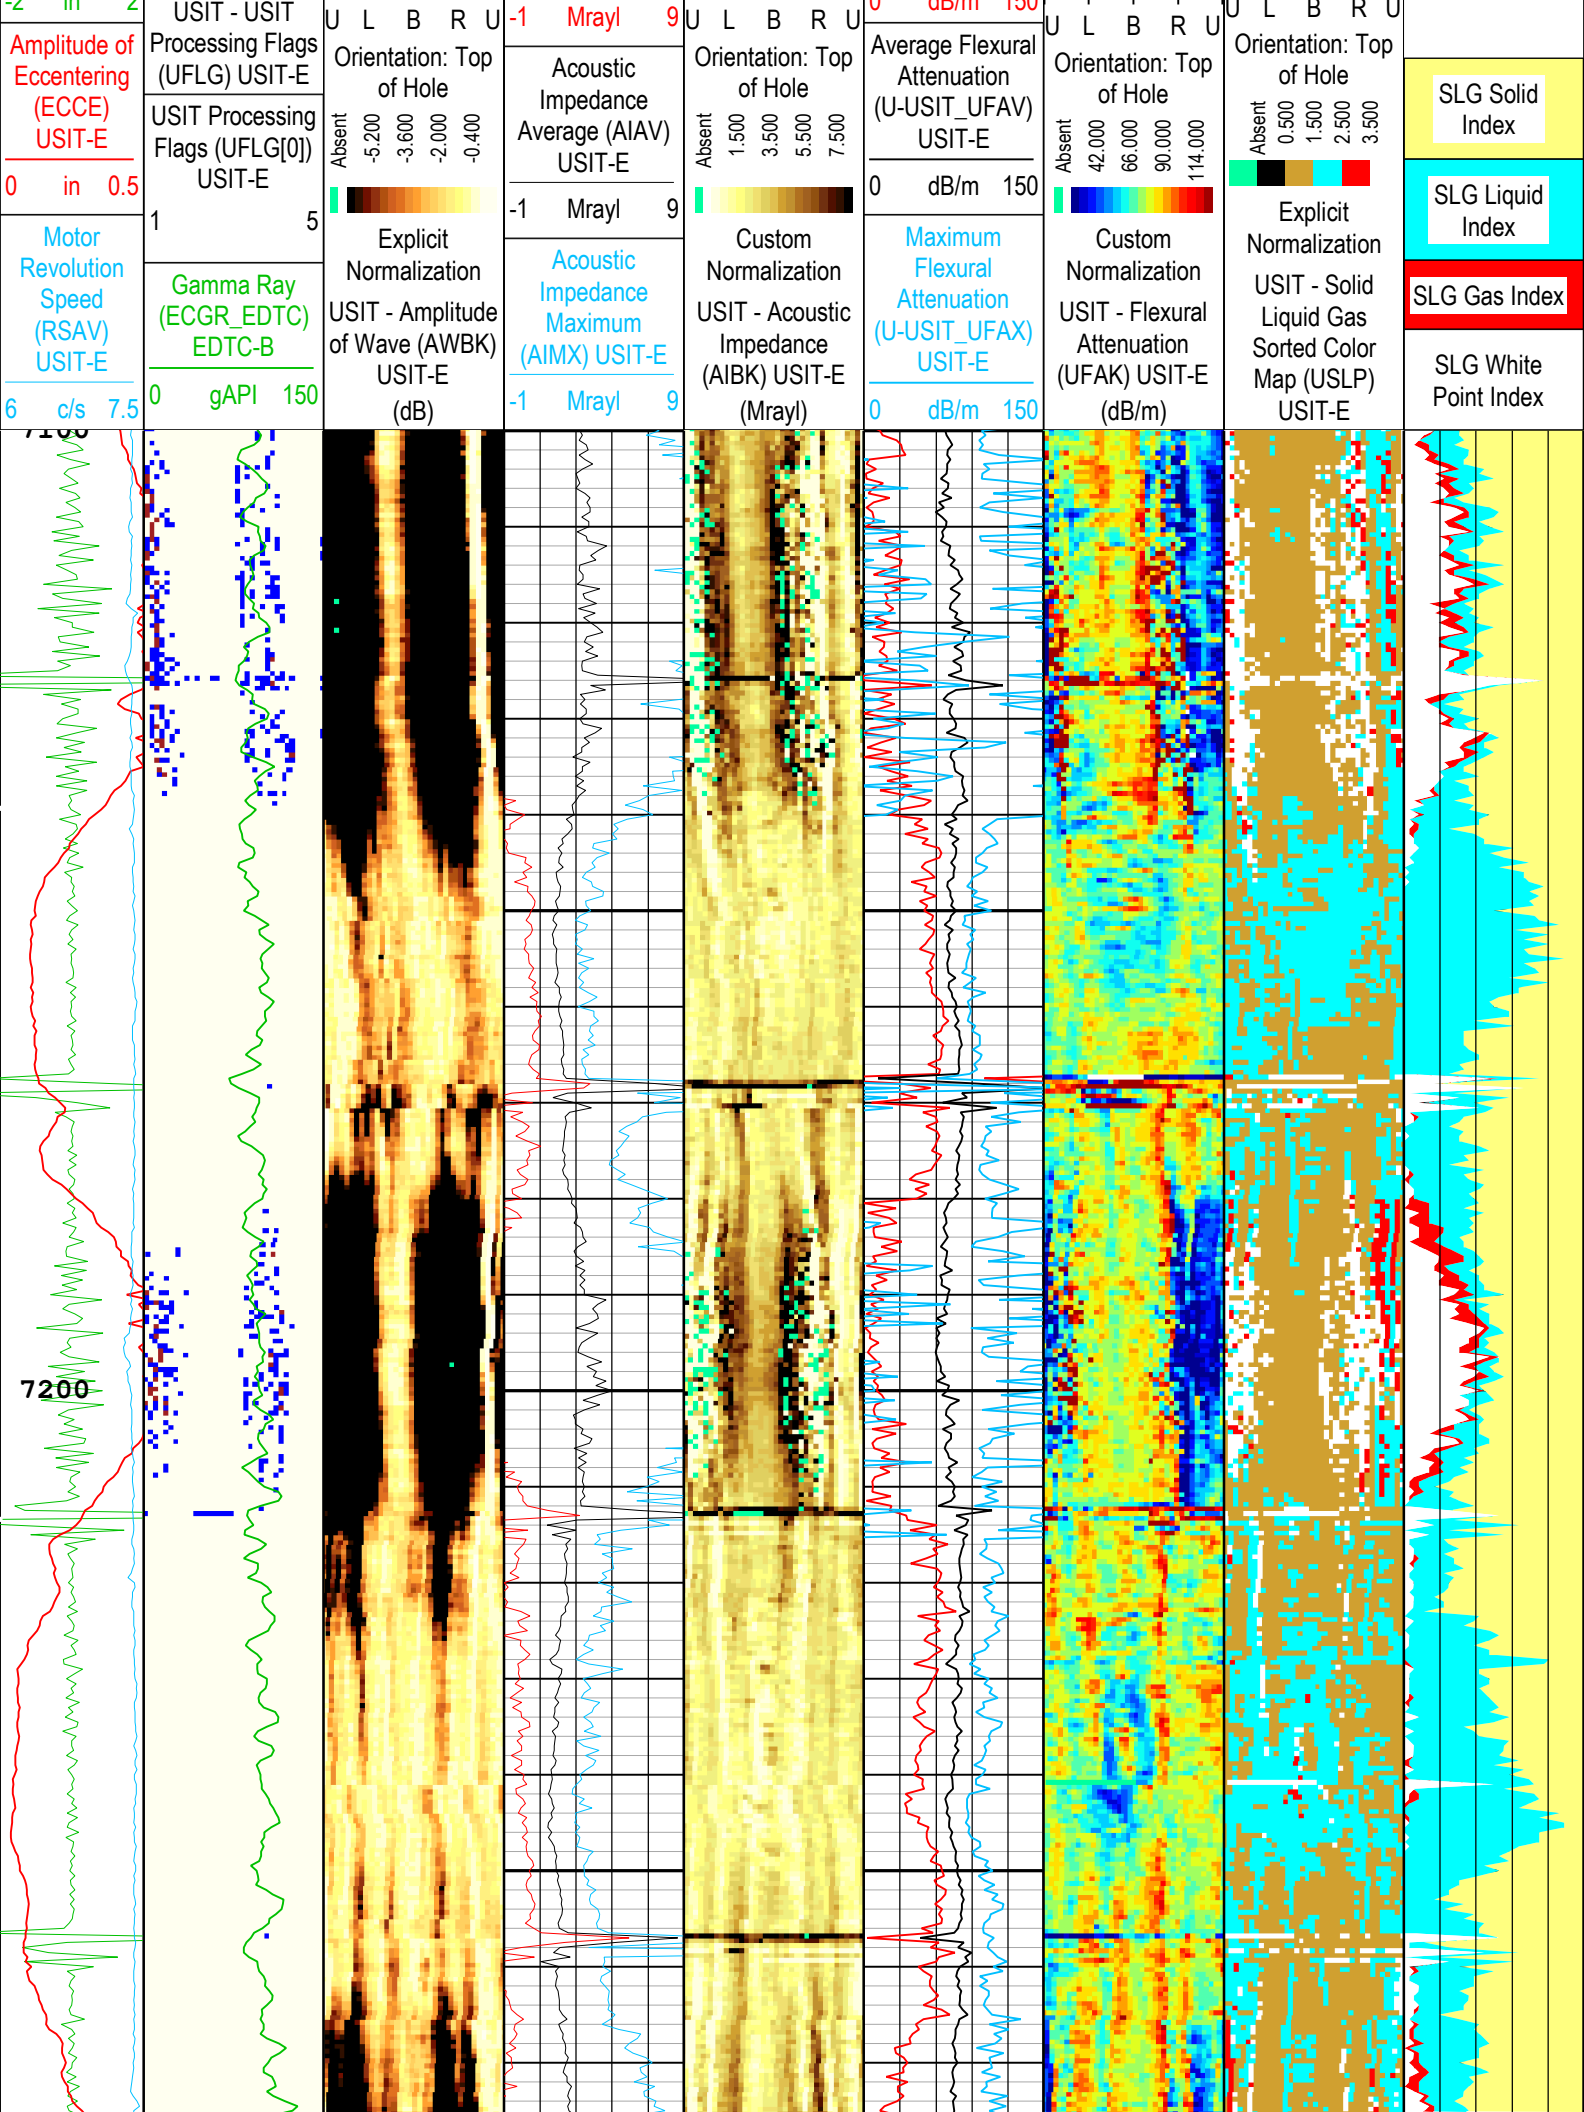 -2 in 2
Amplitude of
Eccentering
(ECCE)
USIT-E
0 in 0.5
Motor
Revolution
Speed
(RSAV)
USIT-E
6 c/s 7.5
USIT - USIT
Processing Flags
(UFLG) USIT-E
USIT Processing
Flags (UFLG[0])
USIT-E
1 5
Gamma Ray
(ECGR_EDTC)
EDTC-B
0 gAPI 150
U L B R U
Orientation: Top
of Hole
Absent
-5.200
-3.600
-2.000
-0.400
Explicit
Normalization
USIT - Amplitude
of Wave (AWBK)
USIT-E
(dB)
-1 Mrayl 9
Acoustic
Impedance
Average (AIAV)
USIT-E
-1 Mrayl 9
Acoustic
Impedance
Maximum
(AIMX) USIT-E
-1 Mrayl 9
U L B R U
Orientation: Top
of Hole
Absent
1.500
3.500
5.500
7.500
Custom
Normalization
USIT - Acoustic
Impedance
(AIBK) USIT-E
(Mrayl)
0 dB/m 150
Average Flexural
Attenuation
(U-USIT_UFAV)
USIT-E
0 dB/m 150
Maximum
Flexural
Attenuation
(U-USIT_UFAX)
USIT-E
0 dB/m 150
U L B R U
Orientation: Top
of Hole
Absent
42.000
66.000
90.000
114.000
Custom
Normalization
USIT - Flexural
Attenuation
(UFAK) USIT-E
(dB/m)
U L B R U
Orientation: Top
of Hole
Absent
0.500
1.500
2.500
3.500
Explicit
Normalization
USIT - Solid
Liquid Gas
Sorted Color
Map (USLP)
USIT-E
SLG Solid
Index
SLG Liquid
Index
SLG Gas Index
SLG White
Point Index
7100
7200